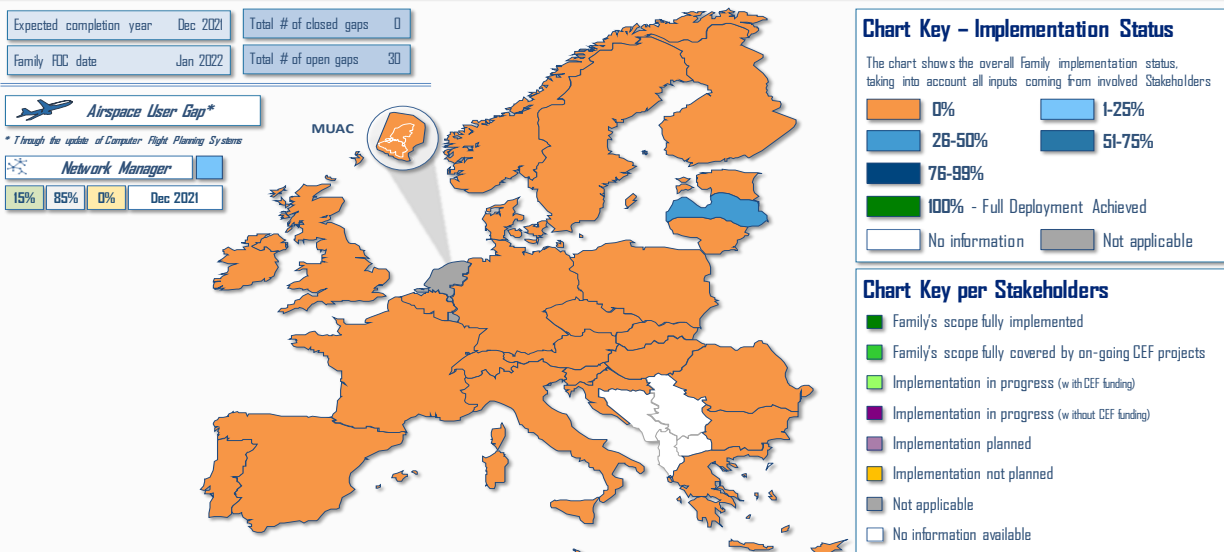 Expected completion year Dec 2021
Total # of closed gaps 0
Family FOC date Jan 2022
Total # of open gaps 30
Airspace User Gap*
* Through the update of Computer Flight Planning Systems
Network Manager
15% 85% 0% Dec 2021
MUAC
Chart Key – Implementation Status
The chart shows the overall Family implementation status,
taking into account all inputs coming from involved Stakeholders
0% 1-25%
26-50% 51-75%
76-99%
100% - Full Deployment Achieved
No information Not applicable
Chart Key per Stakeholders
Family's scope fully implemented
Family's scope fully covered by on-going CEF projects
Implementation in progress (with CEF funding)
Implementation in progress (without CEF funding)
Implementation planned
Implementation not planned
Not applicable
No information available